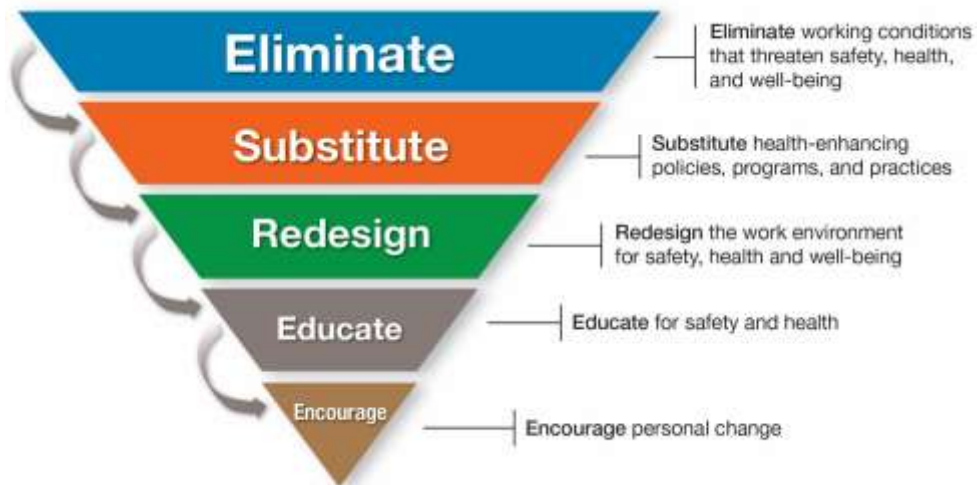 Eliminate
Eliminate working conditions
that threaten safety, health,
and well-being
Substitute
Substitute health-enhancing
policies, programs, and practices
Redesign
Redesign the work environment
for safety, health and well-being
Educate
Educate for safety and health
Encourage
Encourage personal change